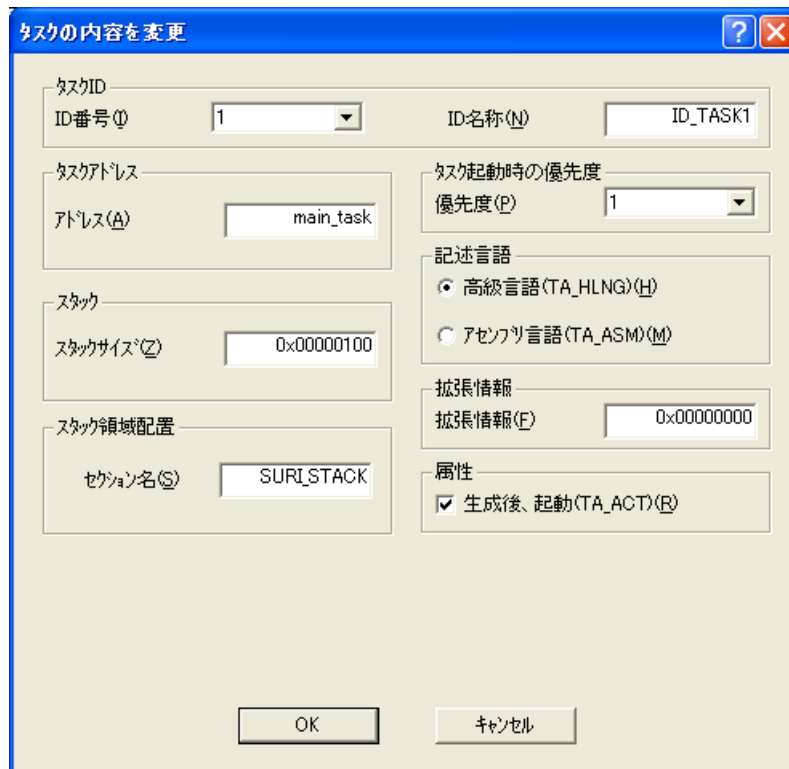 タスクの内容を変更
タスクID
ID番号(I) 1 ID名称(N) ID_TASK1
タスクアドレス
アドレス(A) main_task
タスク起動時の優先度
優先度(P) 1
記述言語
高級言語(TA_HLNG)(H)
アセンブリ言語(TA_ASM)(M)
スタック
スタックサイズ(Z) 0x00000100
拡張情報
拡張情報(F) 0x00000000
スタック領域配置
セクション名(S) SURI_STACK
属性
生成後、起動(TA_ACT)(R)
OK キャンセル